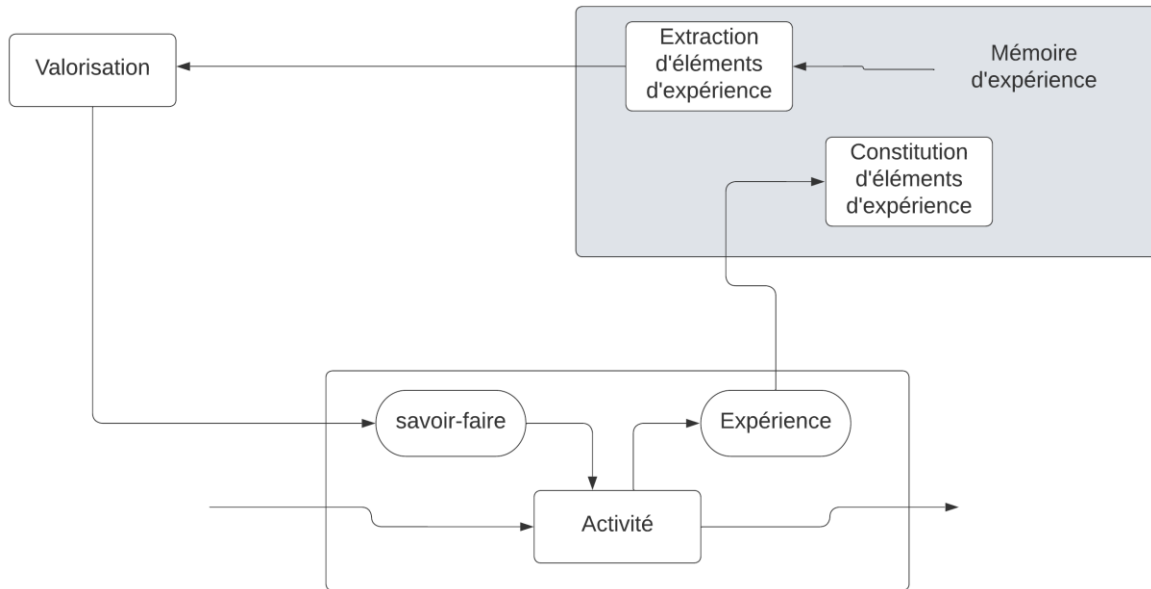 Valorisation
Extraction
d'éléments
d'expérience
Mémoire
d'expérience
Constitution
d'éléments
d'expérience
savoir-faire
Expérience
Activité